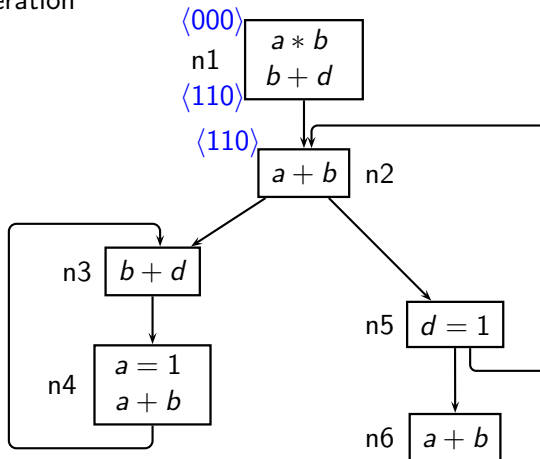 eration
⟨000⟩
a ∗ b
n1
b + d
⟨110⟩
⟨110⟩
a + b n2
n3 b + d
n5 d = 1
a = 1
n4
a + b
n6 a + b